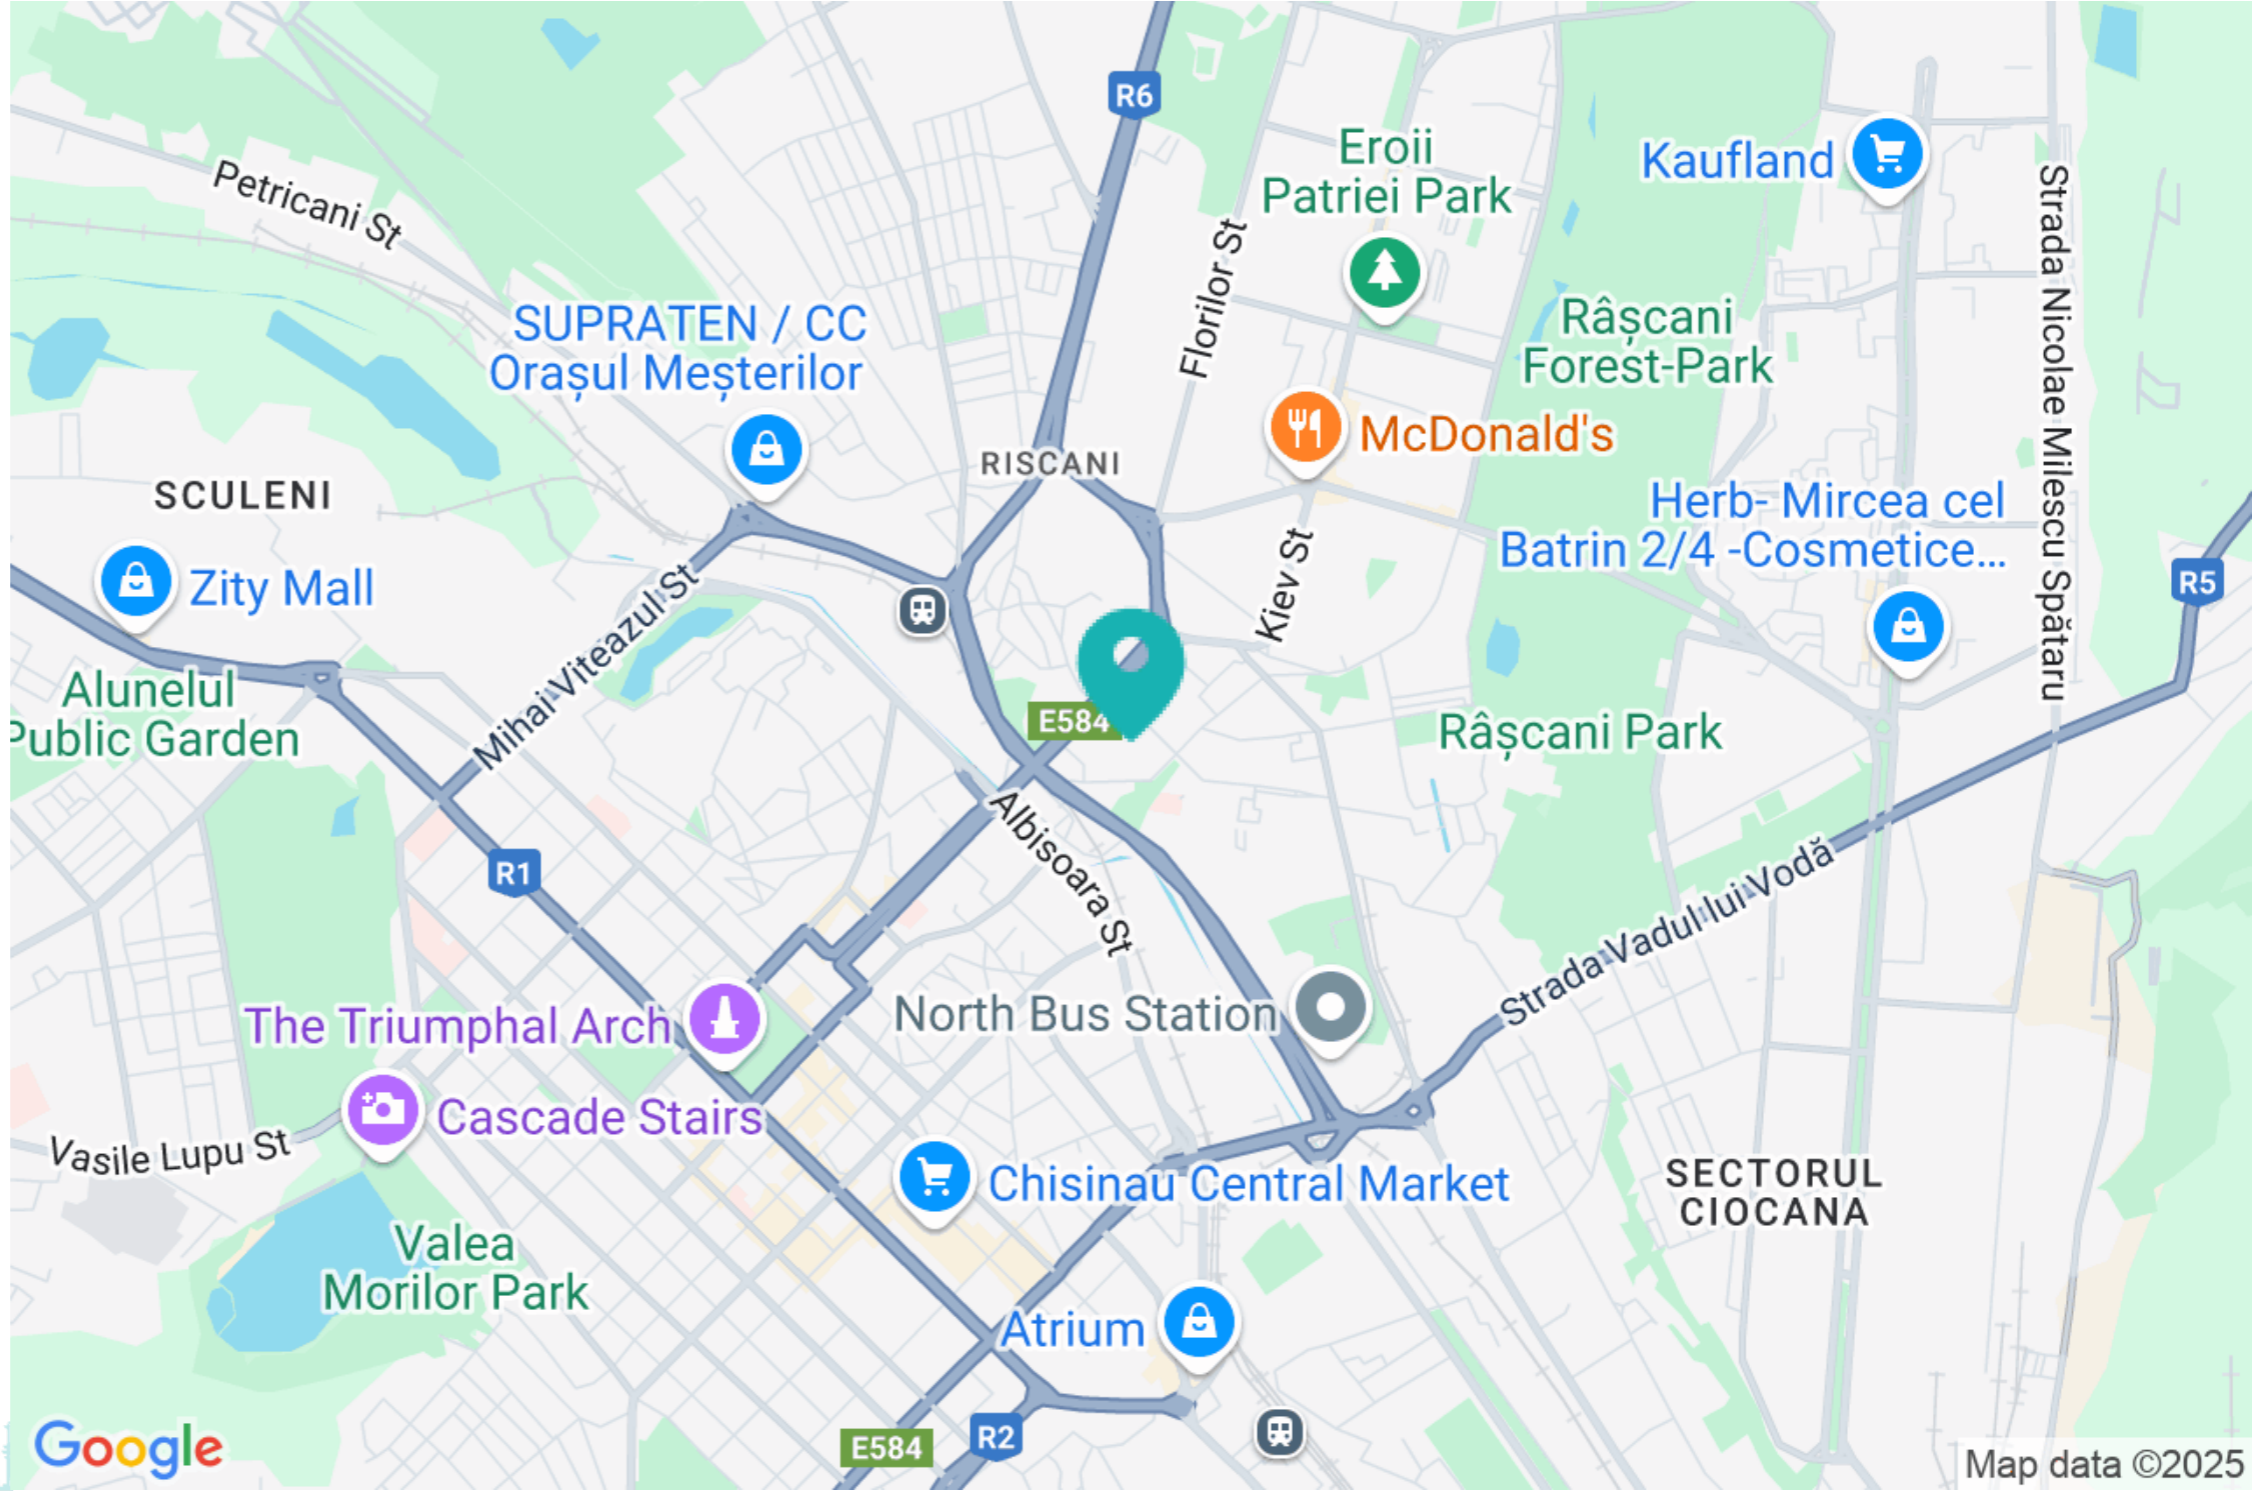 R6
Eroii
Patriei Park
Kaufland
Petricani St
Florilor St
Strada Nicolae Milescu Spătaru
SUPRATEN / CC
Orașul Meșterilor
Râșcani
Forest-Park
McDonald's
RISCANI
SCULENI
Herb- Mircea cel
Batrin 2/4 -Cosmetice...
Zity Mall
Kiev St
R5
Mihai Viteazul St
Alunelul
Public Garden
E584
Râșcani Park
Albisoara St
R1
Strada Vadul lui Vodă
The Triumphal Arch
North Bus Station
Cascade Stairs
Vasile Lupu St
Chisinau Central Market
SECTORUL
CIOCANA
Valea
Morilor Park
Atrium
E584
R2
Google
Map data ©2025